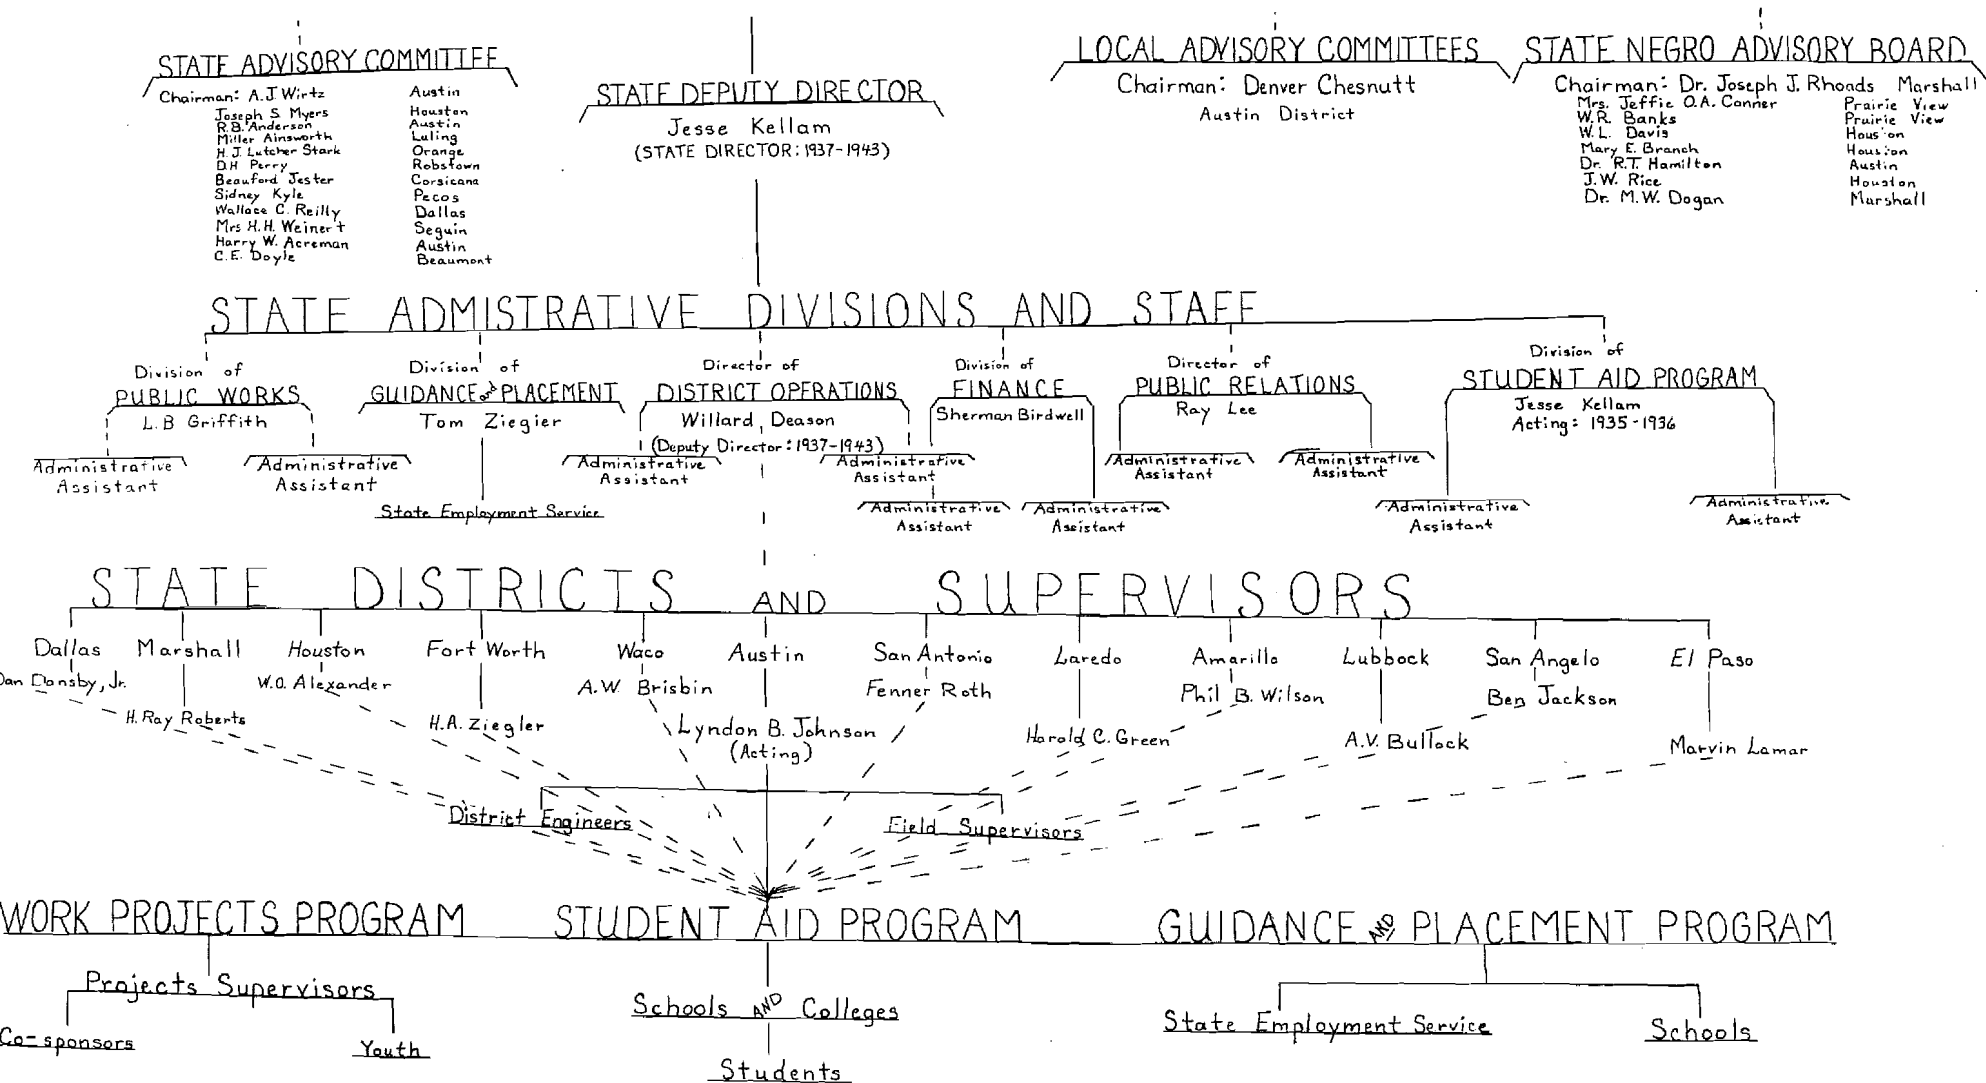 STATE ADVISORY COMMITTEE
Chairman: A.J Wirtz Austin
Joseph S. Myers Houston
R.B. Anderson Austin
Miller Ainsworth Luling
H. J. Lutcher Stark Orange
D.H Perry Robstown
Beauford Jester Corsicana
Sidney Kyle Pecos
Wallace C. Reilly Dallas
Mrs H.H. Weinert Seguin
Harry W. Acreman Austin
C.E. Doyle Beaumont
STATE DEPUTY DIRECTOR
Jesse Kellam
(STATE DIRECTOR: 1937-1943)
LOCAL ADVISORY COMMITTEES
Chairman: Denver Chesnutt
Austin District
STATE NEGRO ADVISORY BOARD
Chairman: Dr. Joseph J. Rhoads Marshall
Mrs. Jeffie O.A. Conner Prairie View
W.R. Banks Prairie View
W.L. Davis Houston
Mary E. Branch Houston
Dr. R.T. Hamilton Austin
J.W. Rice Houston
Dr. M.W. Dogan Marshall
STATE ADMISTRATIVE DIVISIONS AND STAFF
Division of
PUBLIC WORKS
L.B Griffith
Administrative
Assistant
Administrative
Assistant
Division of
GUIDANCE and PLACEMENT
Tom Ziegler
State Employment Service
Director of
DISTRICT OPERATIONS
Willard Deason
(Deputy Director: 1937-1943)
Administrative
Assistant
Administrative
Assistant
Division of
FINANCE
Sherman Birdwell
Administrative
Assistant
Administrative
Assistant
Director of
PUBLIC RELATIONS
Ray Lee
Administrative
Assistant
Administrative
Assistant
Division of
STUDENT AID PROGRAM
Jesse Kellam
Acting: 1935-1936
Administrative
Assistant
Administrative
Assistant
STATE DISTRICTS AND SUPERVISORS
Dallas Marshall Houston Fort Worth Waco Austin San Antonio Laredo Amarillo Lubbock San Angelo El Paso
Dan Dansby, Jr. W.O. Alexander A.W. Brisbin Fenner Roth Phil B. Wilson Ben Jackson
H. Ray Roberts H.A. Ziegler Lyndon B. Johnson Harold C. Green A.V. Bullock Marvin Lamar
(Acting)
District Engineers Field Supervisors
WORK PROJECTS PROGRAM STUDENT AID PROGRAM GUIDANCE AND PLACEMENT PROGRAM
Projects Supervisors
Co-sponsors Youth
Schools AND Colleges
Students
State Employment Service Schools